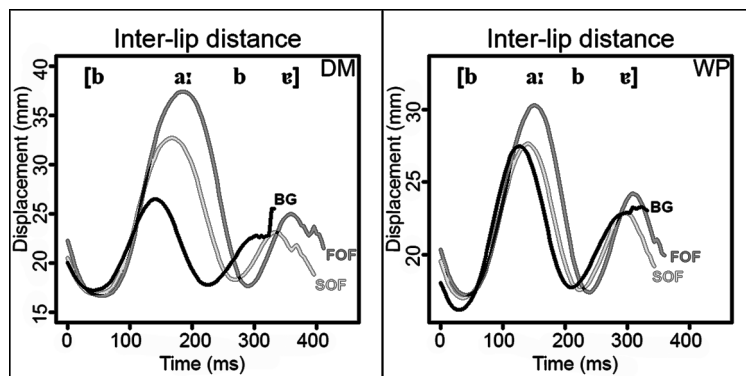 Inter-lip distance
[b aː b ɐ] DM
Displacement (mm)
40
35
30
25
20
15
BG
FOF
SOF
0 100 200 300 400
Time (ms)
Inter-lip distance
[b aː b ɐ] WP
Displacement (mm)
30
25
20
BG
FOF
SOF
0 100 200 300 400
Time (ms)